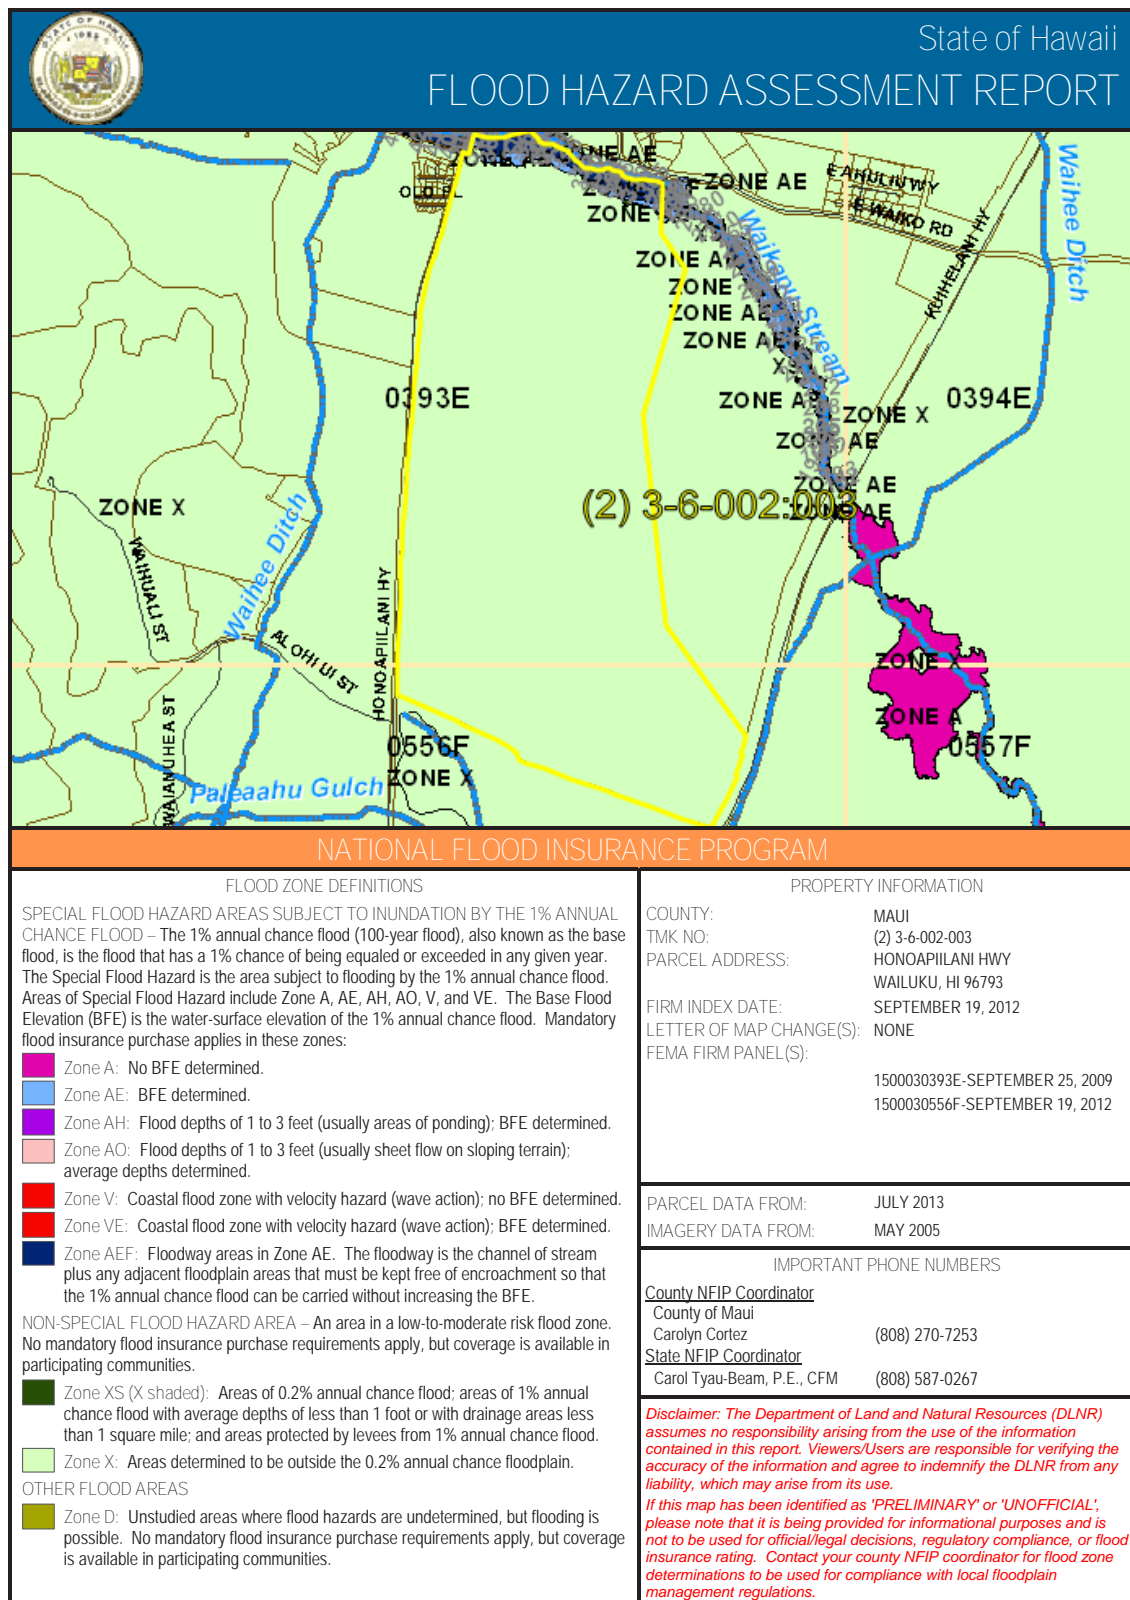 State of Hawaii
FLOOD HAZARD ASSESSMENT REPORT
ZONE AE
OLD PL
ZONE AE
ZONE
ZONE
E WAIKO RD
KUIHELANI HY
Waihee Ditch
Waikapu Stream
ZONE
ZONE AE
ZONE AE
ZONE
ZONE X
ZONE AE
ZONE AE
0393E
0394E
(2) 3-6-002:003
ZONE X
WAIHUALI ST
Waihee Ditch
ALOHI UI ST
HONOAPIILANI HY
WAIANUHEA ST
ZONE X
ZONE A
0556F
0557F
ZONE X
Paleaahu Gulch
NATIONAL FLOOD INSURANCE PROGRAM
FLOOD ZONE DEFINITIONS
SPECIAL FLOOD HAZARD AREAS SUBJECT TO INUNDATION BY THE 1% ANNUAL
CHANCE FLOOD – The 1% annual chance flood (100-year flood), also known as the base
flood, is the flood that has a 1% chance of being equaled or exceeded in any given year.
The Special Flood Hazard is the area subject to flooding by the 1% annual chance flood.
Areas of Special Flood Hazard include Zone A, AE, AH, AO, V, and VE. The Base Flood
Elevation (BFE) is the water-surface elevation of the 1% annual chance flood. Mandatory
flood insurance purchase applies in these zones:
Zone A: No BFE determined.
Zone AE: BFE determined.
Zone AH: Flood depths of 1 to 3 feet (usually areas of ponding); BFE determined.
Zone AO: Flood depths of 1 to 3 feet (usually sheet flow on sloping terrain);
average depths determined.
Zone V: Coastal flood zone with velocity hazard (wave action); no BFE determined.
Zone VE: Coastal flood zone with velocity hazard (wave action); BFE determined.
Zone AEF: Floodway areas in Zone AE. The floodway is the channel of stream
plus any adjacent floodplain areas that must be kept free of encroachment so that
the 1% annual chance flood can be carried without increasing the BFE.
NON-SPECIAL FLOOD HAZARD AREA – An area in a low-to-moderate risk flood zone.
No mandatory flood insurance purchase requirements apply, but coverage is available in
participating communities.
Zone XS (X shaded): Areas of 0.2% annual chance flood; areas of 1% annual
chance flood with average depths of less than 1 foot or with drainage areas less
than 1 square mile; and areas protected by levees from 1% annual chance flood.
Zone X: Areas determined to be outside the 0.2% annual chance floodplain.
OTHER FLOOD AREAS
Zone D: Unstudied areas where flood hazards are undetermined, but flooding is
possible. No mandatory flood insurance purchase requirements apply, but coverage
is available in participating communities.
PROPERTY INFORMATION
COUNTY: MAUI
TMK NO: (2) 3-6-002-003
PARCEL ADDRESS: HONOAPIILANI HWY
WAILUKU, HI 96793
FIRM INDEX DATE: SEPTEMBER 19, 2012
LETTER OF MAP CHANGE(S): NONE
FEMA FIRM PANEL(S):
1500030393E-SEPTEMBER 25, 2009
1500030556F-SEPTEMBER 19, 2012
PARCEL DATA FROM: JULY 2013
IMAGERY DATA FROM: MAY 2005
IMPORTANT PHONE NUMBERS
County NFIP Coordinator
County of Maui
Carolyn Cortez (808) 270-7253
State NFIP Coordinator
Carol Tyau-Beam, P.E., CFM (808) 587-0267
Disclaimer: The Department of Land and Natural Resources (DLNR)
assumes no responsibility arising from the use of the information
contained in this report. Viewers/Users are responsible for verifying the
accuracy of the information and agree to indemnify the DLNR from any
liability, which may arise from its use.
If this map has been identified as 'PRELIMINARY' or 'UNOFFICIAL',
please note that it is being provided for informational purposes and is
not to be used for official/legal decisions, regulatory compliance, or flood
insurance rating. Contact your county NFIP coordinator for flood zone
determinations to be used for compliance with local floodplain
management regulations.